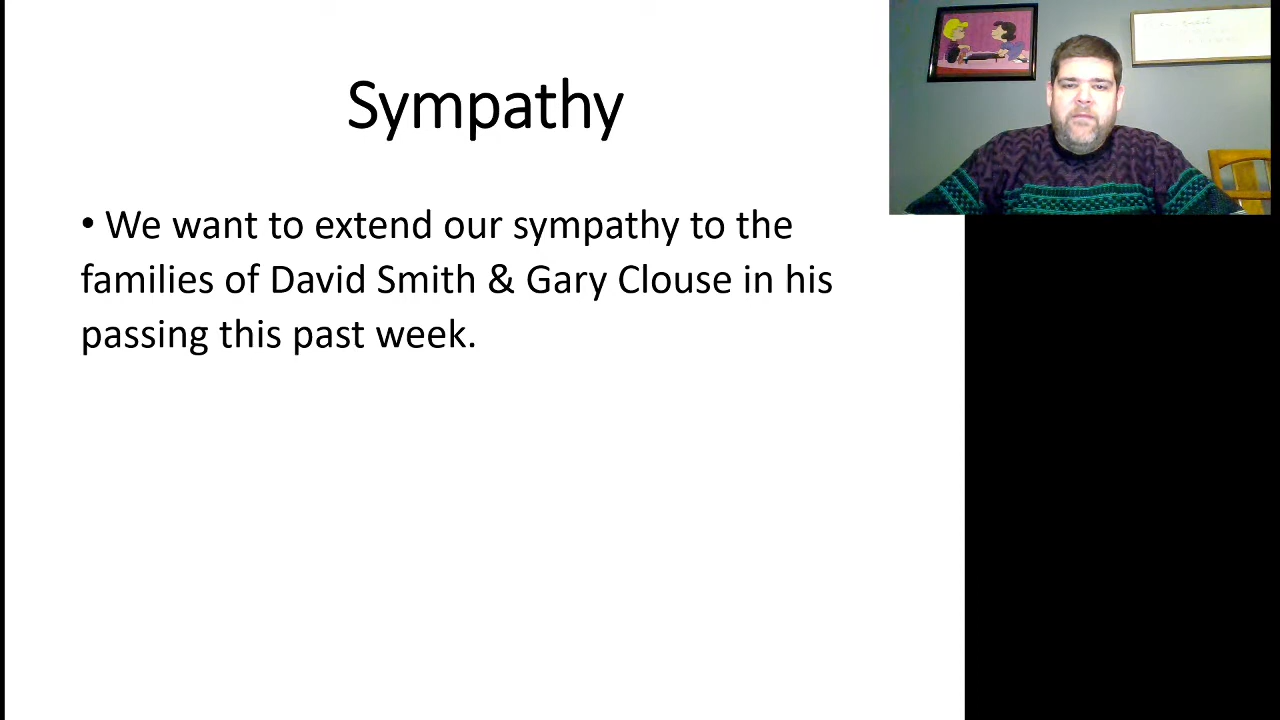 Sympathy
• We want to extend our sympathy to the
families of David Smith & Gary Clouse in his
passing this past week.